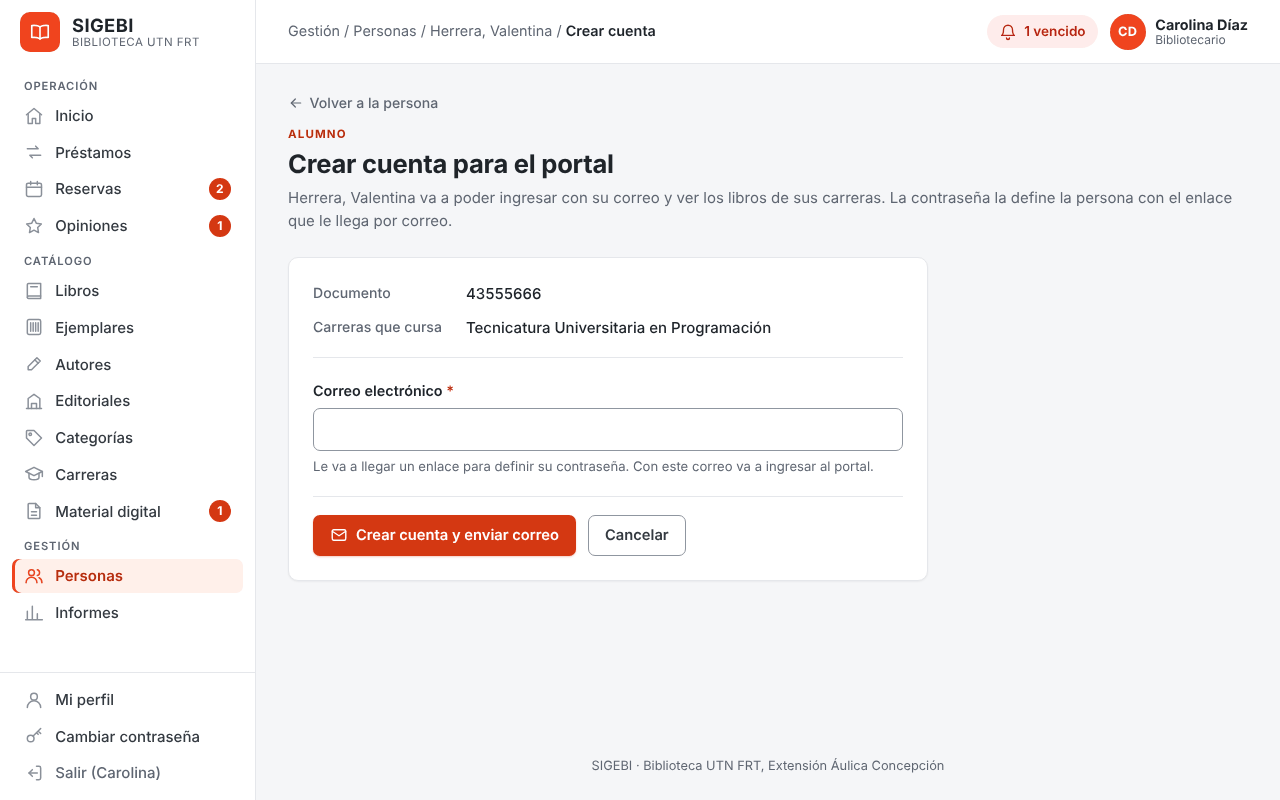 SIGEBI
BIBLIOTECA UTN FRT
OPERACIÓN
Inicio
Préstamos
Reservas 2
Opiniones 1
CATÁLOGO
Libros
Ejemplares
Autores
Editoriales
Categorías
Carreras
Material digital 1
GESTIÓN
Personas
Informes
Mi perfil
Cambiar contraseña
Salir (Carolina)
Gestión / Personas / Herrera, Valentina / Crear cuenta
1 vencido
CD
Carolina Díaz
Bibliotecario
Volver a la persona
ALUMNO
Crear cuenta para el portal
Herrera, Valentina va a poder ingresar con su correo y ver los libros de sus carreras. La contraseña la define la persona con el enlace
que le llega por correo.
Documento 43555666
Carreras que cursa Tecnicatura Universitaria en Programación
Correo electrónico *
Le va a llegar un enlace para definir su contraseña. Con este correo va a ingresar al portal.
Crear cuenta y enviar correo
Cancelar
SIGEBI · Biblioteca UTN FRT, Extensión Áulica Concepción